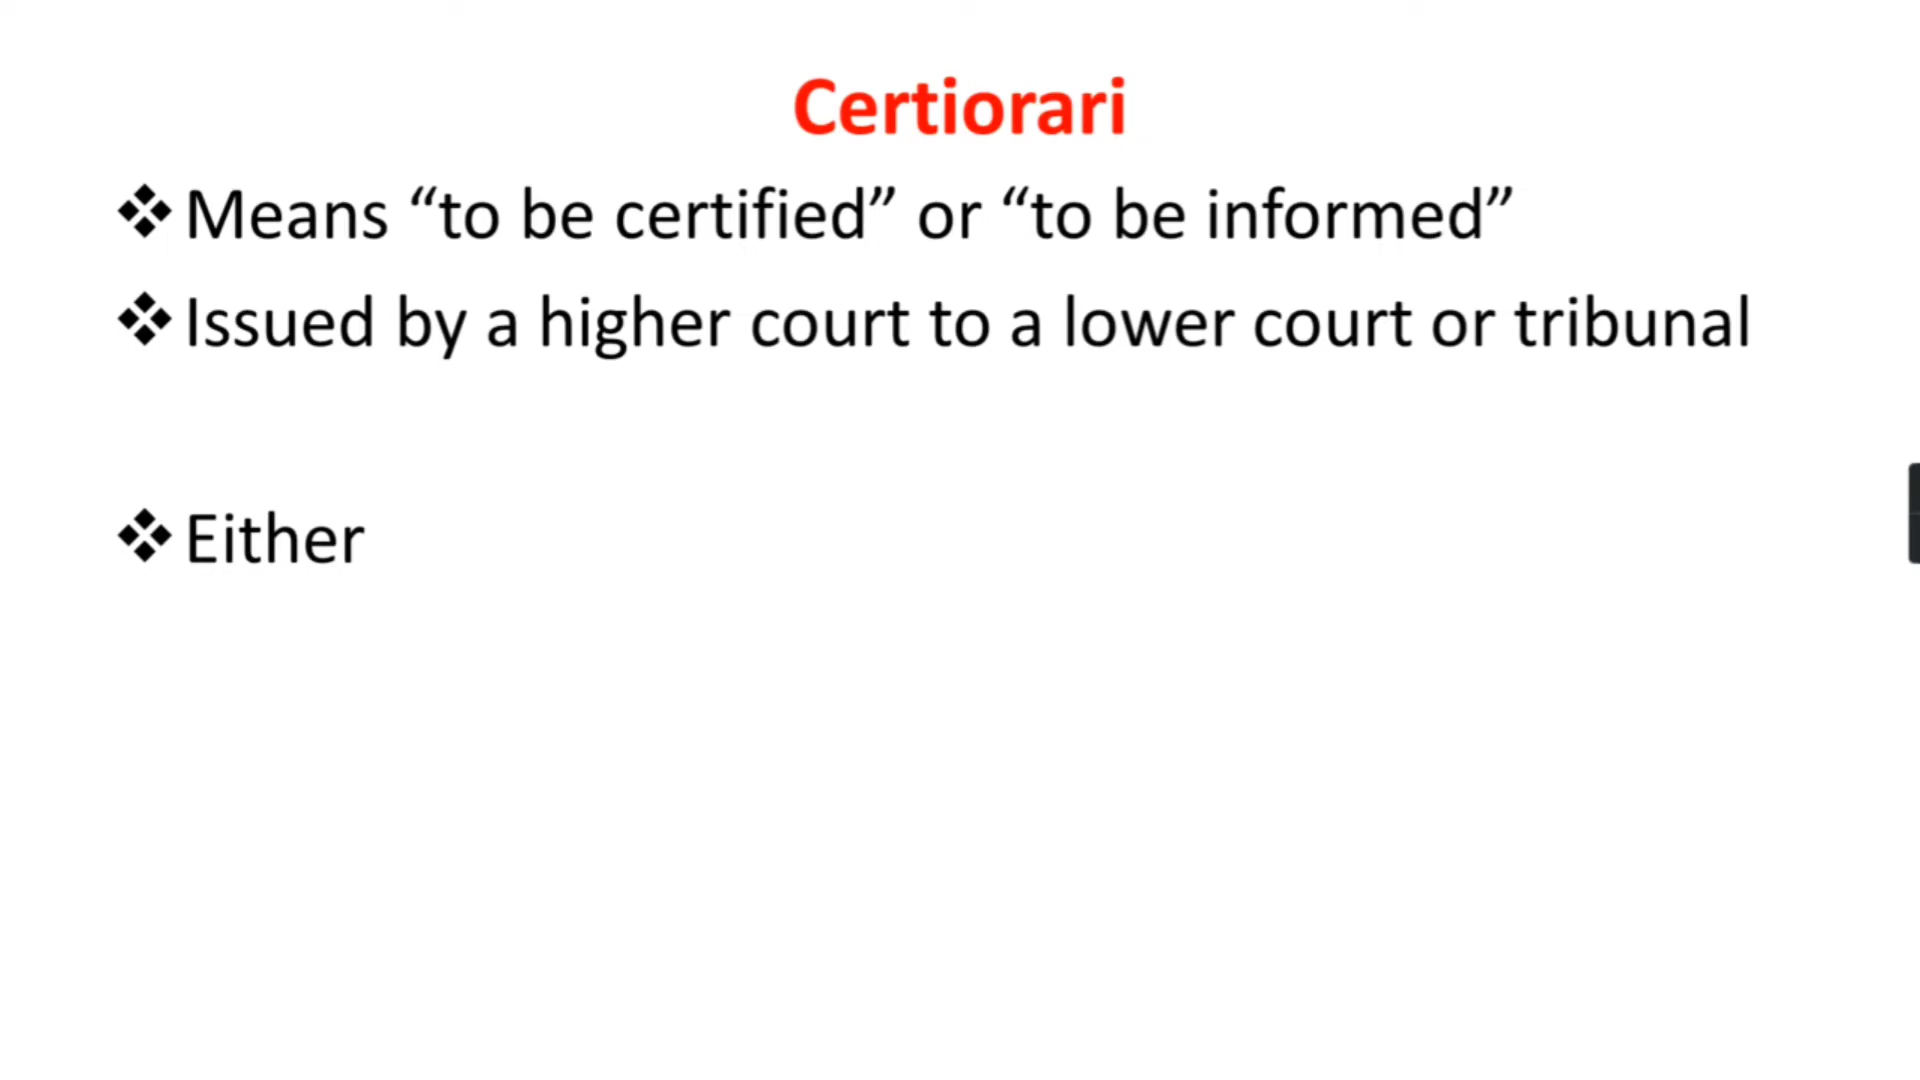 Certiorari
❖Means “to be certified” or “to be informed”
❖Issued by a higher court to a lower court or tribunal
❖Either